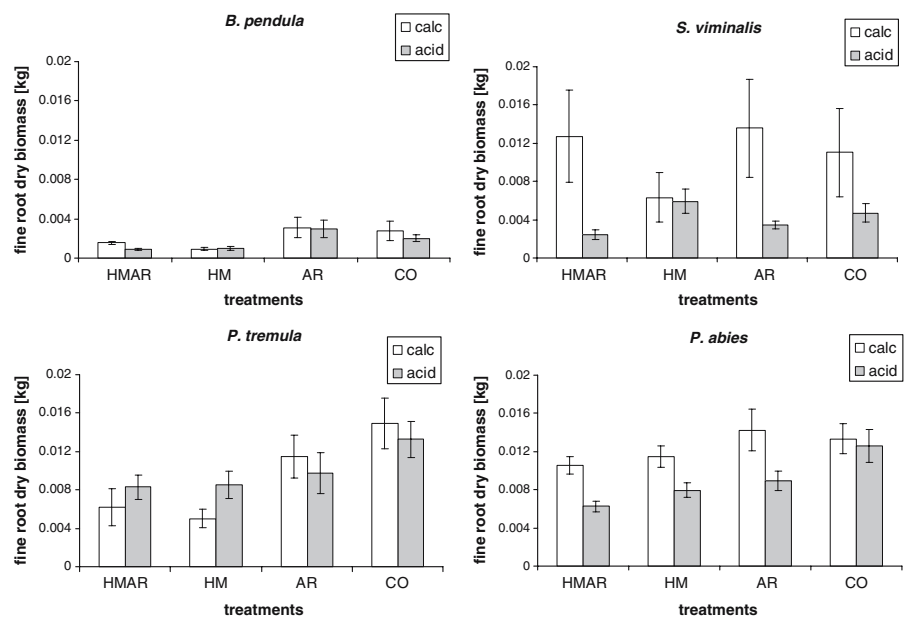 B. pendula
calc
acid
fine root dry biomass [kg]
0.02
0.016
0.012
0.008
0.004
0
HMAR HM AR CO
treatments
S. viminalis
calc
acid
fine root dry biomass [kg]
0.02
0.016
0.012
0.008
0.004
0
HMAR HM AR CO
treatments
P. tremula
calc
acid
fine root dry biomass [kg]
0.02
0.016
0.012
0.008
0.004
0
HMAR HM AR CO
treatments
P. abies
calc
acid
fine root dry biomass [kg]
0.02
0.016
0.012
0.008
0.004
0
HMAR HM AR CO
treatments